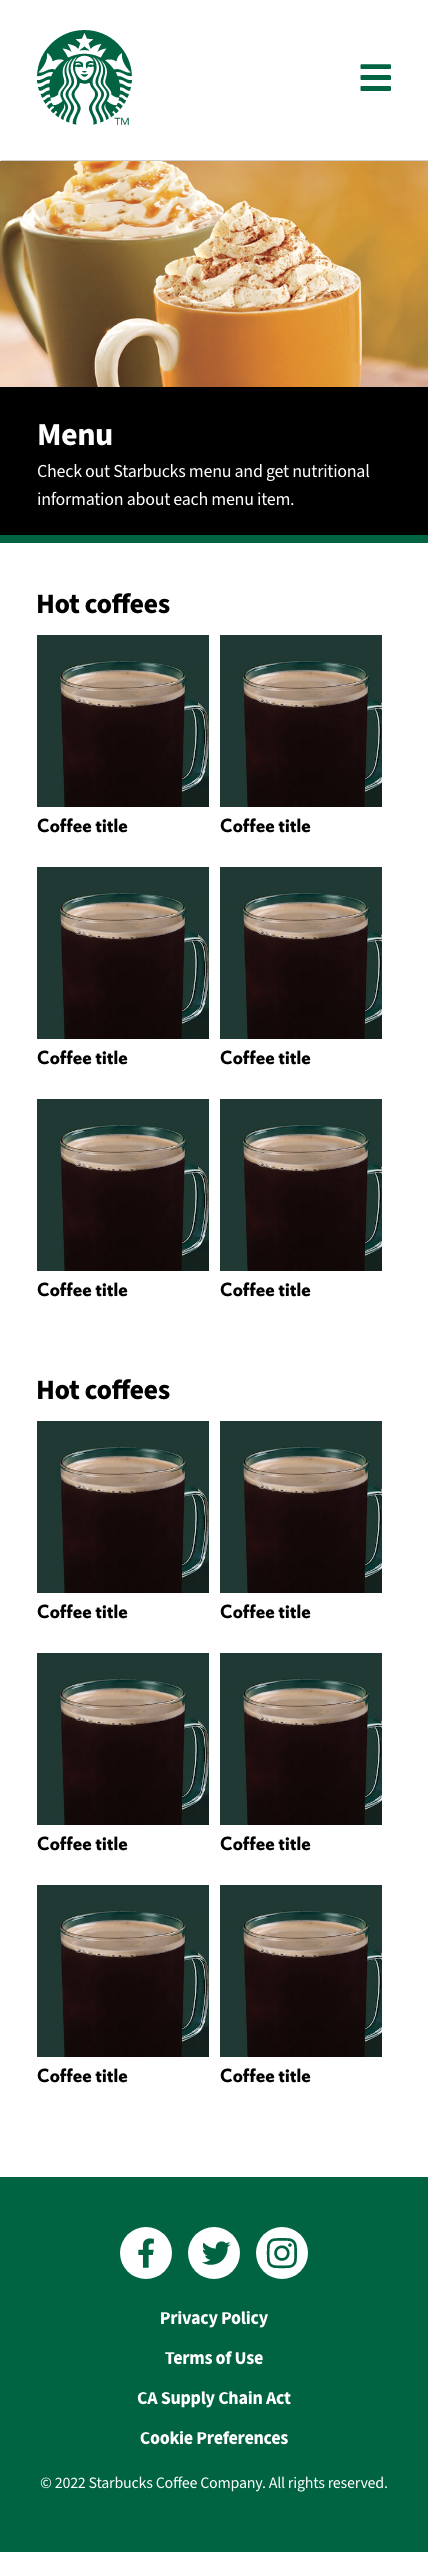 TM
Menu
Check out Starbucks menu and get nutritional
information about each menu item.
Hot coffees
Coffee title
Coffee title
Coffee title
Coffee title
Coffee title
Coffee title
Hot coffees
Coffee title
Coffee title
Coffee title
Coffee title
Coffee title
Coffee title
Privacy Policy
Terms of Use
CA Supply Chain Act
Cookie Preferences
© 2022 Starbucks Coffee Company. All rights reserved.